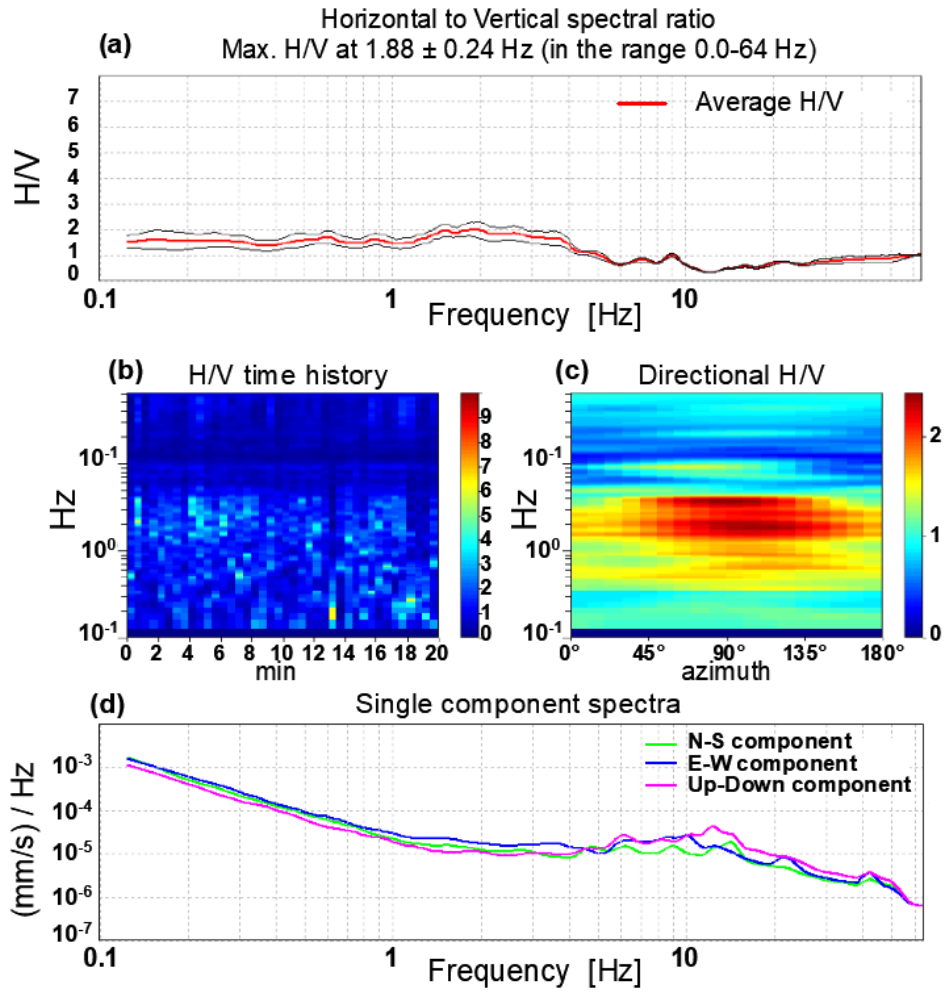 Horizontal to Vertical spectral ratio
(a) Max. H/V at 1.88 ± 0.24 Hz (in the range 0.0-64 Hz)
7
6
5
4
3
2
1
0
H/V
Average H/V
0.1 1 10
Frequency [Hz]
(b) H/V time history
10-1
100
10-1
Hz
0 2 4 6 8 10 12 14 16 18 20
min
9
8
7
6
5
4
3
2
1
0
(c) Directional H/V
10-1
100
10-1
Hz
0° 45° 90° 135° 180°
azimuth
2
1
0
(d) Single component spectra
10-3
10-4
10-5
10-6
10-7
(mm/s) / Hz
N-S component
E-W component
Up-Down component
0.1 1 10
Frequency [Hz]